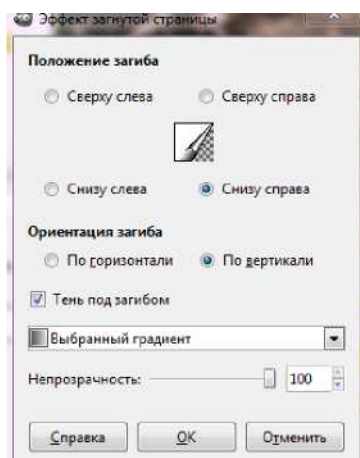 Эффект загнутой страницы
Положение загиба
Сверху слева Сверху справа
Снизу слева Снизу справа
Ориентация загиба
По горизонтали По вертикали
Тень под загибом
Выбранный градиент
Непрозрачность: 100
Справка OK Отменить